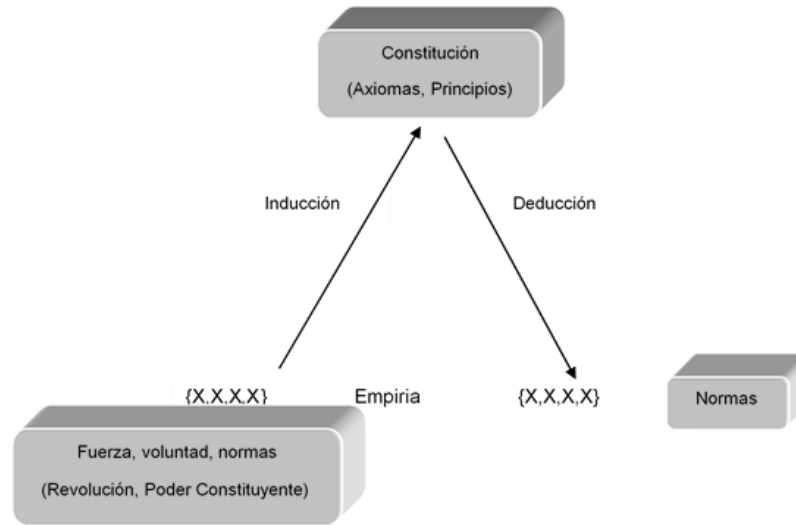 Constitución
(Axiomas, Principios)
Inducción
Deducción
{X,X,X,X}
Empiria
{X,X,X,X}
Normas
Fuerza, voluntad, normas
(Revolución, Poder Constituyente)